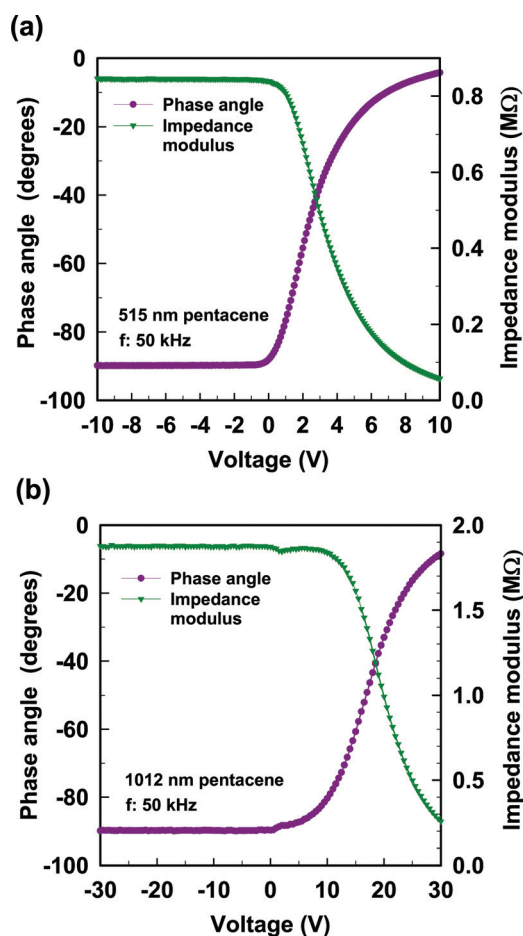 (a)
0
-20
-40
-60
-80
-100
Phase angle (degrees)
Phase angle
Impedance
modulus
515 nm pentacene
f: 50 kHz
0.8
0.6
0.4
0.2
0.0
Impedance modulus (MΩ)
-10 -8 -6 -4 -2 0 2 4 6 8 10
Voltage (V)
(b)
0
-20
-40
-60
-80
-100
Phase angle (degrees)
Phase angle
Impedance
modulus
1012 nm pentacene
f: 50 kHz
2.0
1.5
1.0
0.5
0.0
Impedance modulus (MΩ)
-30 -20 -10 0 10 20 30
Voltage (V)